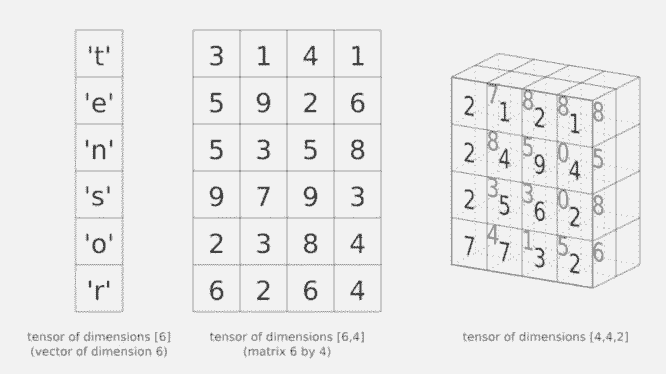 't'
'e'
'n'
's'
'o'
'r'
tensor of dimensions [6]
(vector of dimension 6)
3 1 4 1
5 9 2 6
5 3 5 8
9 7 9 3
2 3 8 4
6 2 6 4
tensor of dimensions [6,4]
(matrix 6 by 4)
2 7 1 8 2 8 1 8
2 8 4 5 9 0 4 5
2 3 5 3 6 0 2 8
7 4 7 1 3 5 2 6
tensor of dimensions [4,4,2]